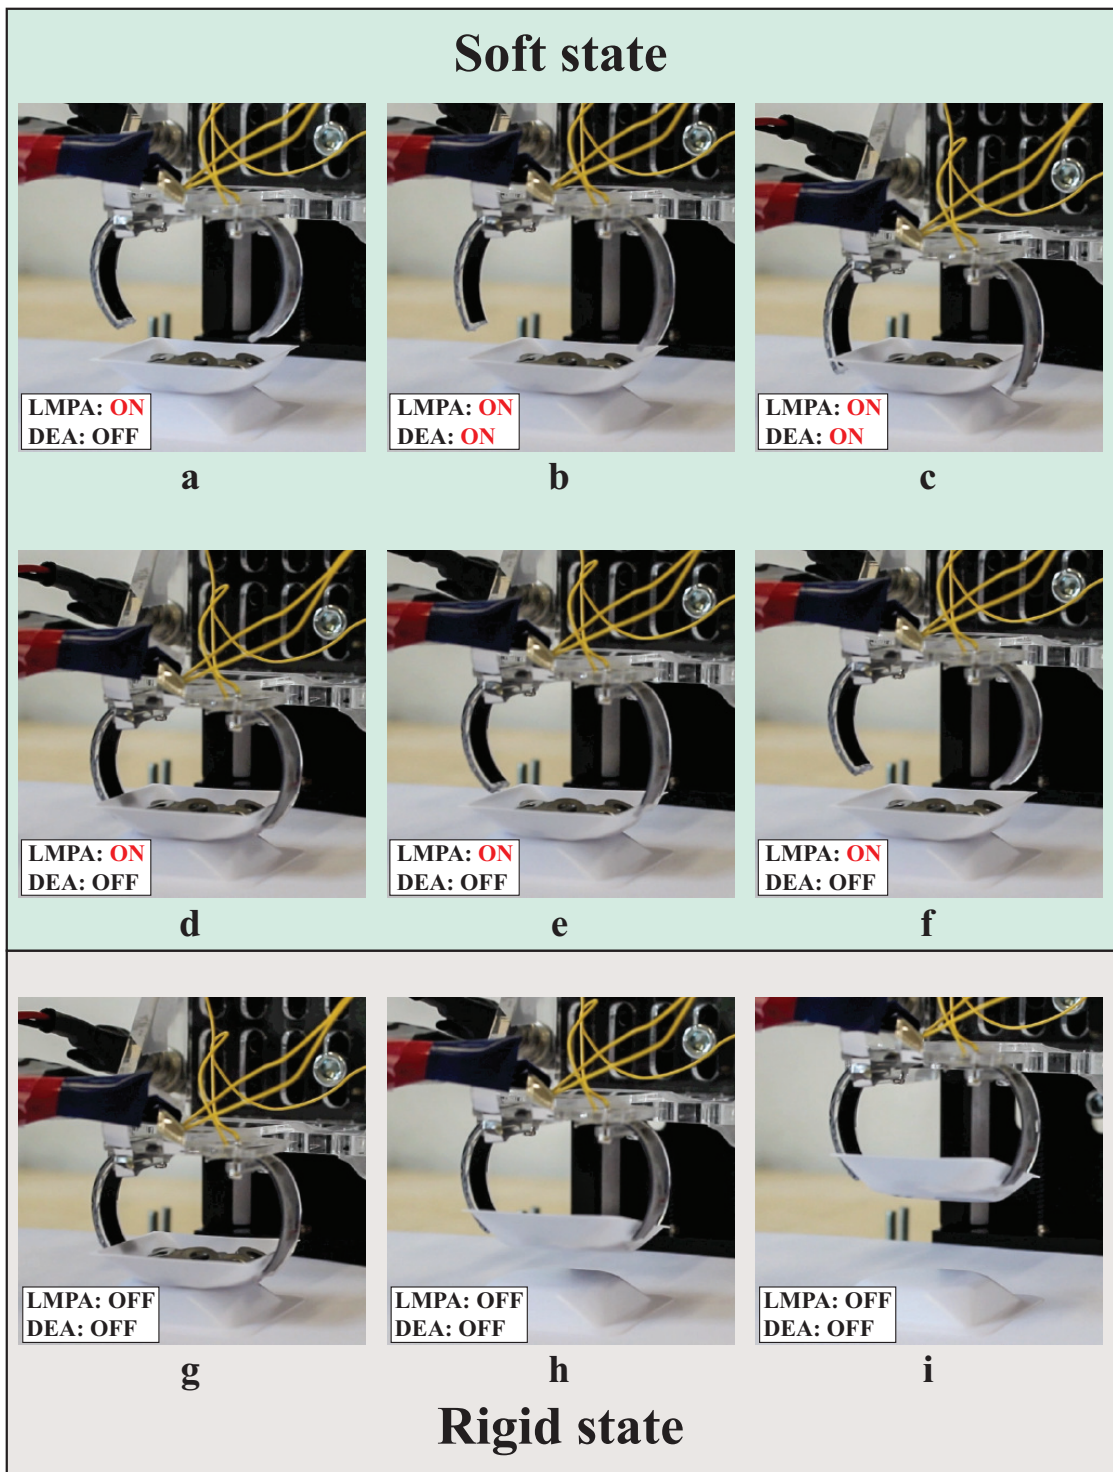 Soft state
LMPA: ON
DEA: OFF
a
LMPA: ON
DEA: ON
b
LMPA: ON
DEA: ON
c
LMPA: ON
DEA: OFF
d
LMPA: ON
DEA: OFF
e
LMPA: ON
DEA: OFF
f
LMPA: OFF
DEA: OFF
g
LMPA: OFF
DEA: OFF
h
LMPA: OFF
DEA: OFF
i
Rigid state